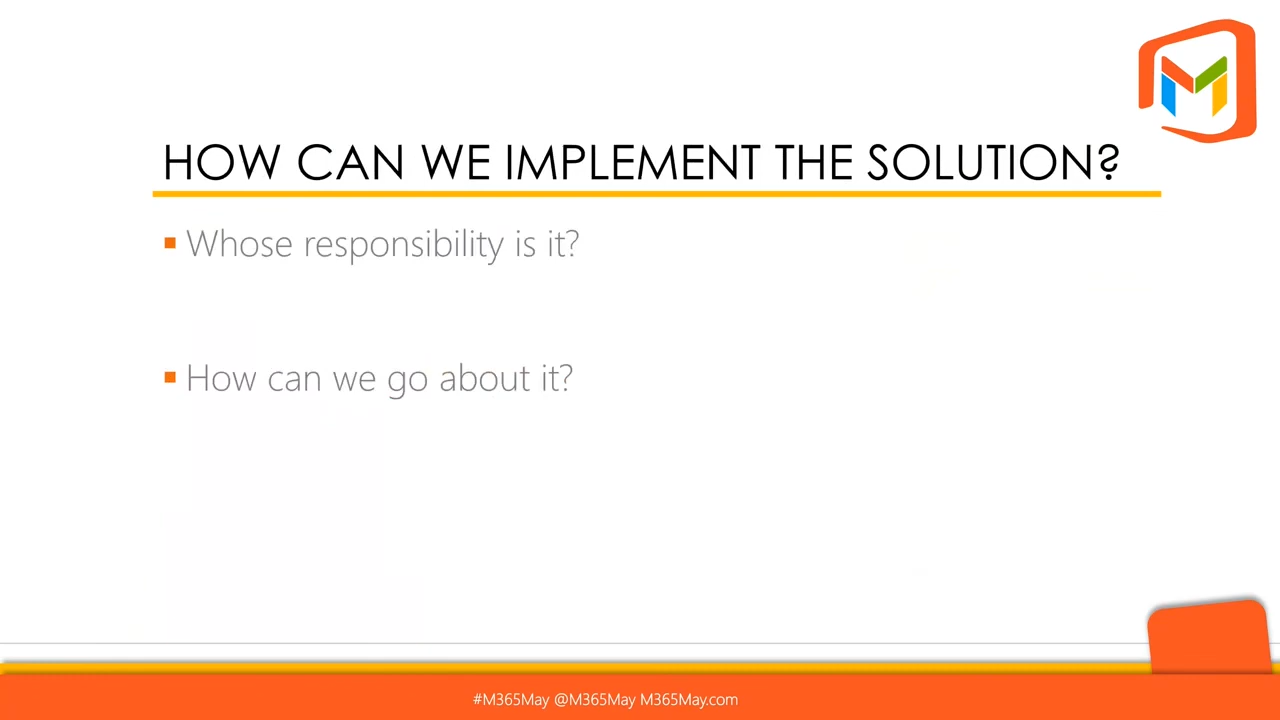 HOW CAN WE IMPLEMENT THE SOLUTION?
Whose responsibility is it?
How can we go about it?
#M365May @M365May M365May.com